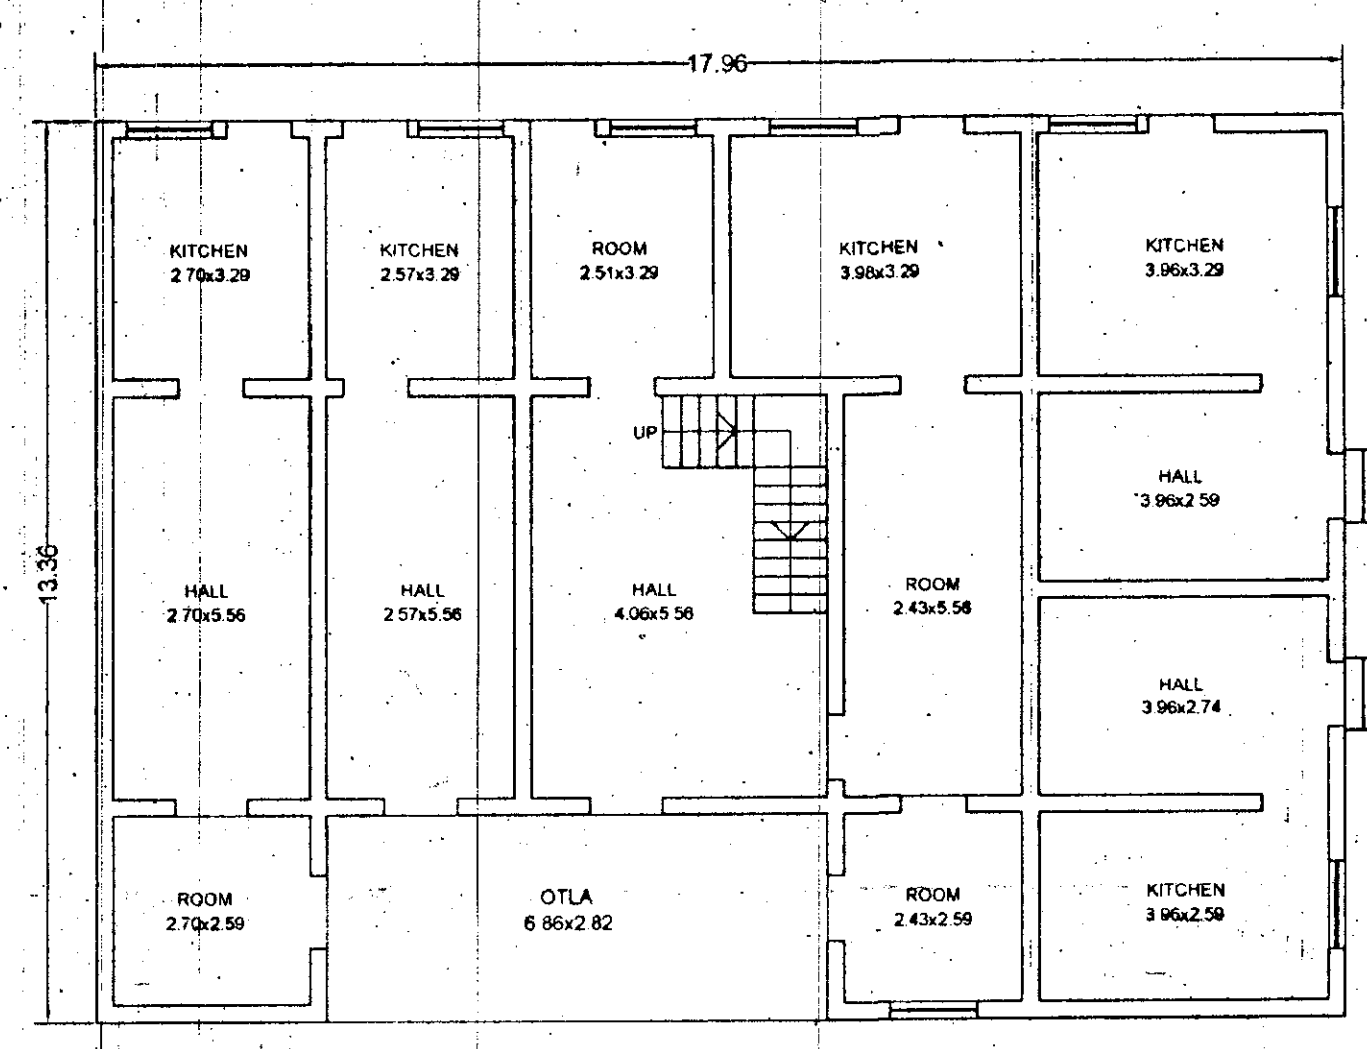 17.96
KITCHEN
2.70x3.29
KITCHEN
2.57x3.29
ROOM
2.51x3.29
KITCHEN
3.98x3.29
KITCHEN
3.96x3.29
UP
HALL
3.96x2.59
13.36
HALL
2.70x5.56
HALL
2.57x5.56
HALL
4.06x5.56
ROOM
2.43x5.56
HALL
3.96x2.74
ROOM
2.70x2.59
OTLA
6.86x2.82
ROOM
2.43x2.59
KITCHEN
3.96x2.59